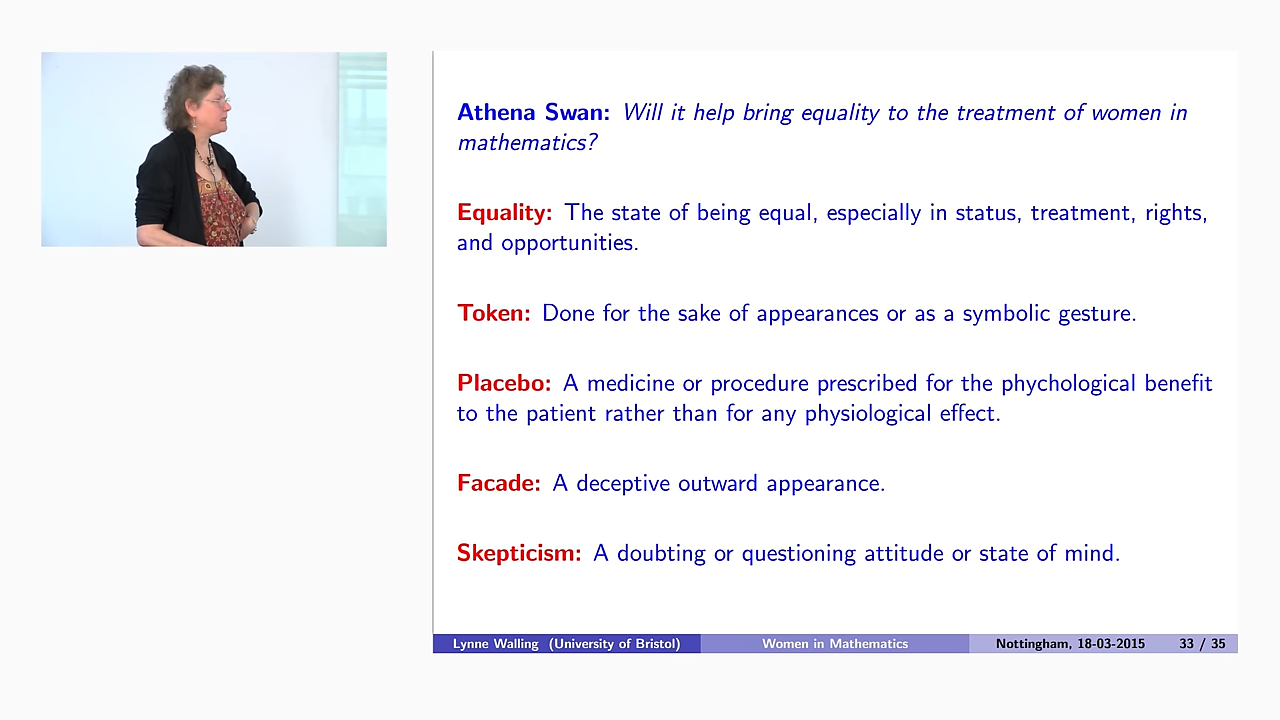 Athena Swan: Will it help bring equality to the treatment of women in
mathematics?
Equality: The state of being equal, especially in status, treatment, rights,
and opportunities.
Token: Done for the sake of appearances or as a symbolic gesture.
Placebo: A medicine or procedure prescribed for the phychological benefit
to the patient rather than for any physiological effect.
Facade: A deceptive outward appearance.
Skepticism: A doubting or questioning attitude or state of mind.
Lynne Walling (University of Bristol) Women in Mathematics Nottingham, 18-03-2015 33 / 35